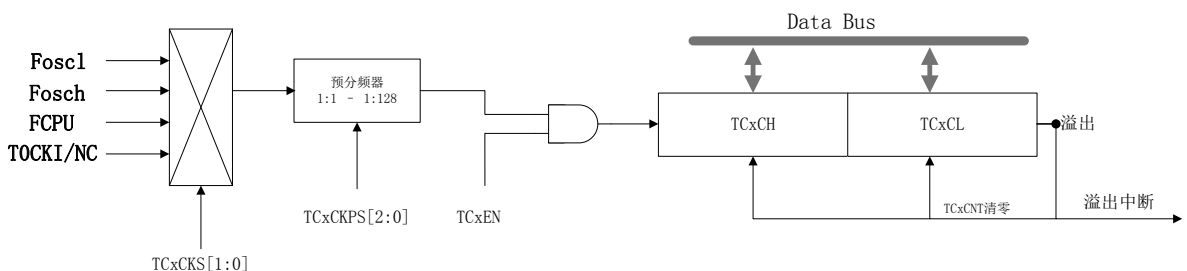 Data Bus
Foscl
Fosch
FCPU
T0CKI/NC
预分频器
1:1 - 1:128
TCxCH
TCxCL
溢出
TCxCKPS[2:0]
TCxEN
TCxCNT清零
溢出中断
TCxCKS[1:0]